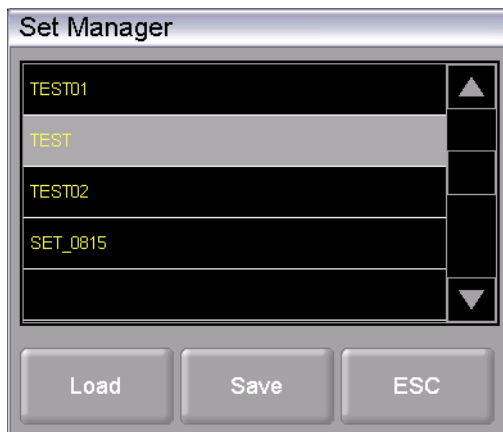 Set Manager
TEST01
TEST
TEST02
SET_0815
Load Save ESC